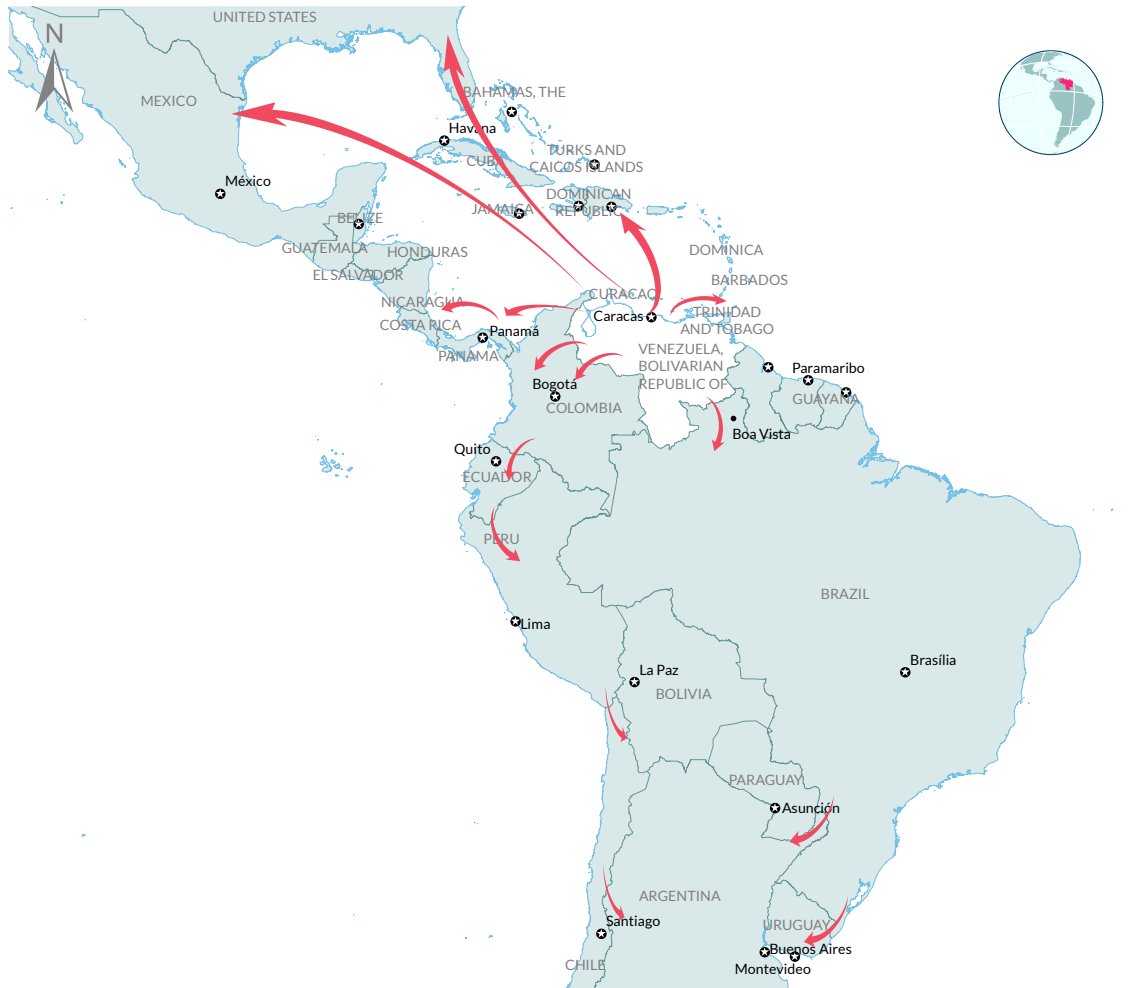 UNITED STATES
N
MEXICO
BAHAMAS, THE
Havana
CUBA
TURKS AND
CAICOS ISLANDS
México
DOMINICAN
REPUBLIC
JAMAICA
BELIZE
GUATEMALA
HONDURAS
DOMINICA
EL SALVADOR
BARBADOS
CURACAO
NICARAGUA
TRINIDAD
AND TOBAGO
Caracas
COSTA RICA
Panamá
PANAMA
VENEZUELA,
BOLIVARIAN
REPUBLIC OF
Paramaribo
Bogotá
GUAYANA
COLOMBIA
Boa Vista
Quito
ECUADOR
PERU
BRAZIL
Lima
Brasília
La Paz
BOLIVIA
PARAGUAY
Asunción
ARGENTINA
Santiago
URUGUAY
Buenos Aires
CHILE
Montevideo